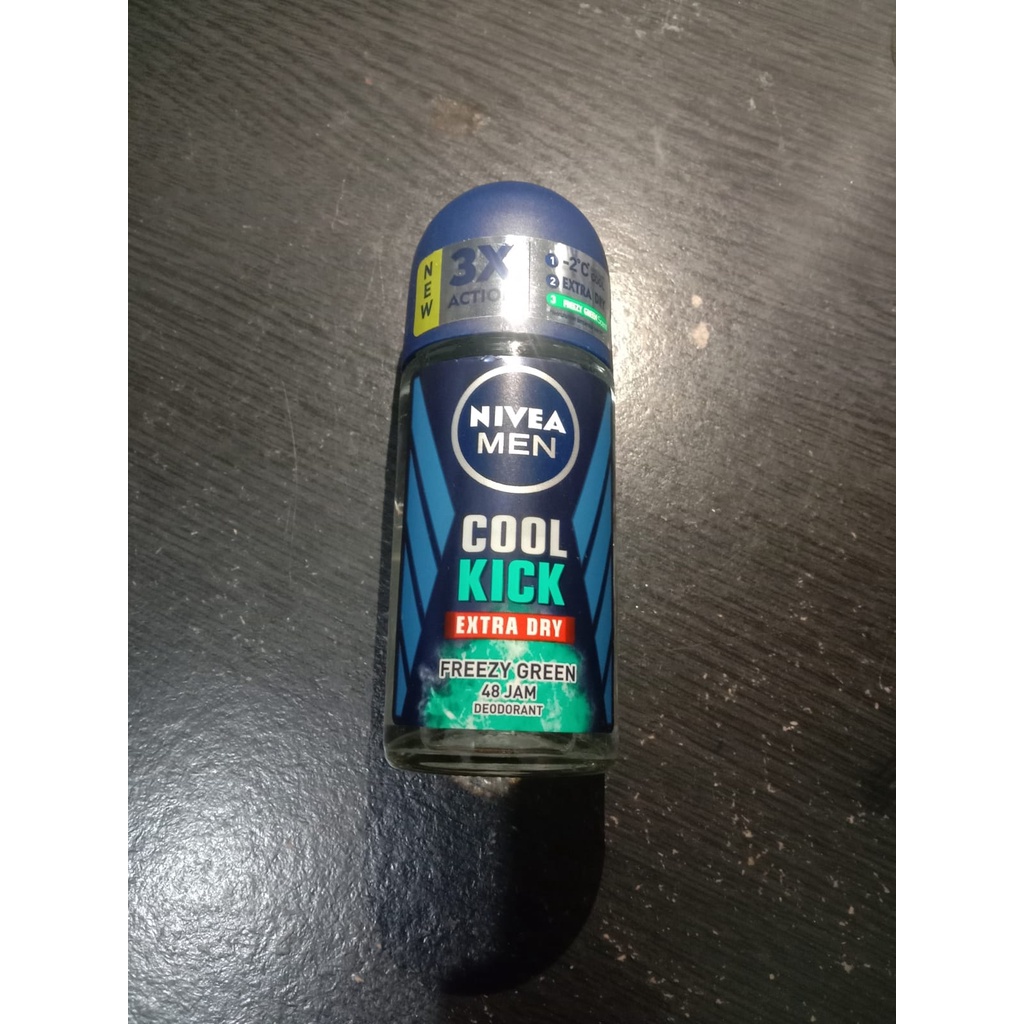 NEW
3X
ACTION
1 -2°C
2 EXTRA DRY
3 FREEZY GREEN
NIVEA
MEN
COOL
KICK
EXTRA DRY
FREEZY GREEN
48 JAM
DEODORANT